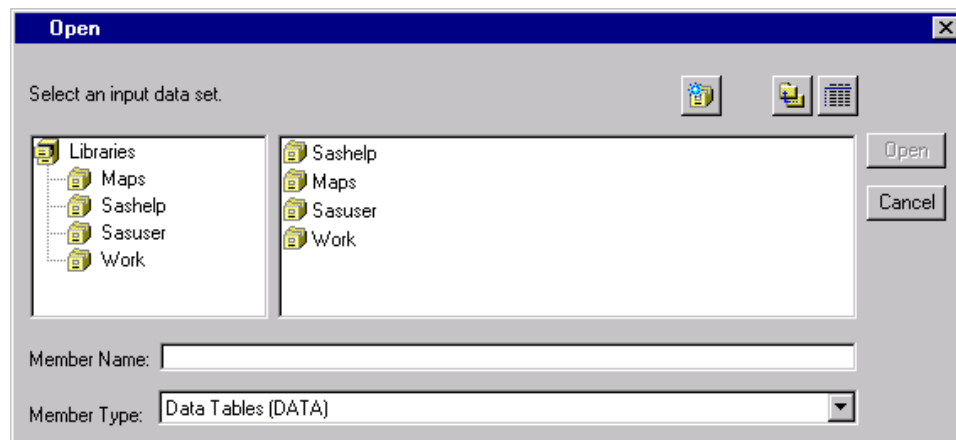 Open
Select an input data set.
Libraries
Maps
Sashelp
Sasuser
Work
Sashelp
Maps
Sasuser
Work
Open
Cancel
Member Name:
Member Type: Data Tables (DATA)